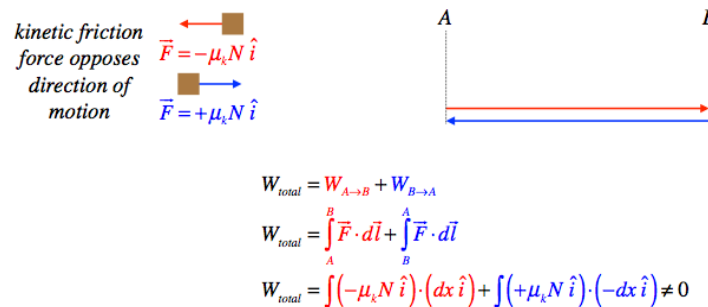 kinetic friction
force opposes
direction of
motion
F⃗ = −μₖN î
F⃗ = +μₖN î
A
W_total = W_A→B + W_B→A
W_total = ∫_A^B F⃗ · dl⃗ + ∫_B^A F⃗ · dl⃗
W_total = ∫(−μₖN î) · (dx î) + ∫(+μₖN î) · (−dx î) ≠ 0